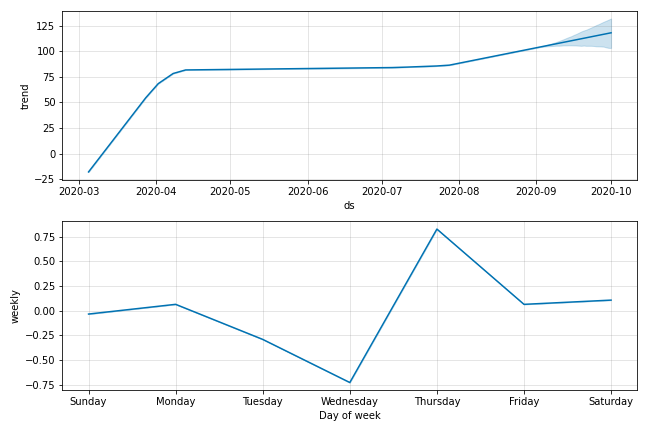 125
100
75
50
25
0
−25
trend
2020-03 2020-04 2020-05 2020-06 2020-07 2020-08 2020-09 2020-10
ds
0.75
0.50
0.25
0.00
−0.25
−0.50
−0.75
weekly
Sunday Monday Tuesday Wednesday Thursday Friday Saturday
Day of week